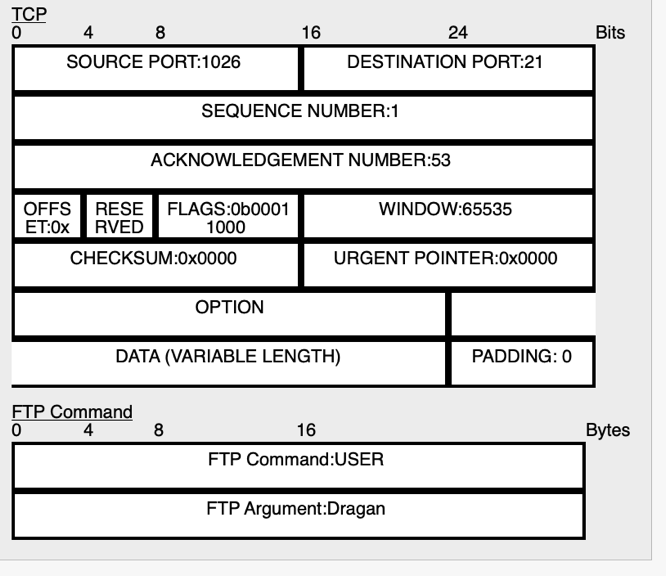 TCP
0 4 8 16 24 Bits
SOURCE PORT:1026 DESTINATION PORT:21
SEQUENCE NUMBER:1
ACKNOWLEDGEMENT NUMBER:53
OFFS RESE FLAGS:0b0001 WINDOW:65535
ET:0x RVED 1000
CHECKSUM:0x0000 URGENT POINTER:0x0000
OPTION
DATA (VARIABLE LENGTH) PADDING: 0
FTP Command
0 4 8 16 Bytes
FTP Command:USER
FTP Argument:Dragan